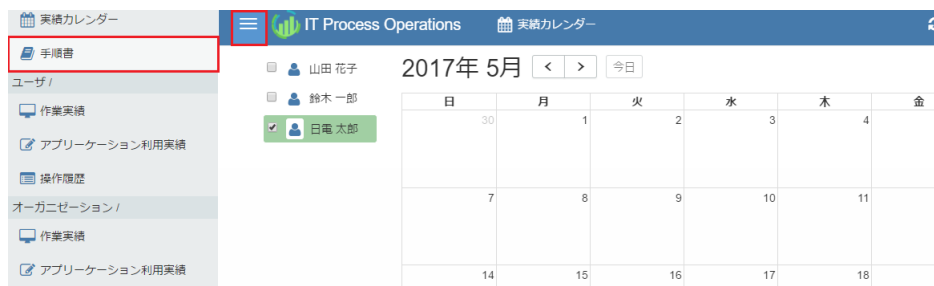 実績カレンダー
手順書
ユーザ /
作業実績
アプリーケーション利用実績
操作履歴
オーガニゼーション /
作業実績
アプリーケーション利用実績
IT Process Operations 実績カレンダー
山田 花子
鈴木 一郎
日電 太郎
2017年 5月 < > 今日
日 月 火 水 木 金
30 1 2 3 4
7 8 9 10 11
14 15 16 17 18